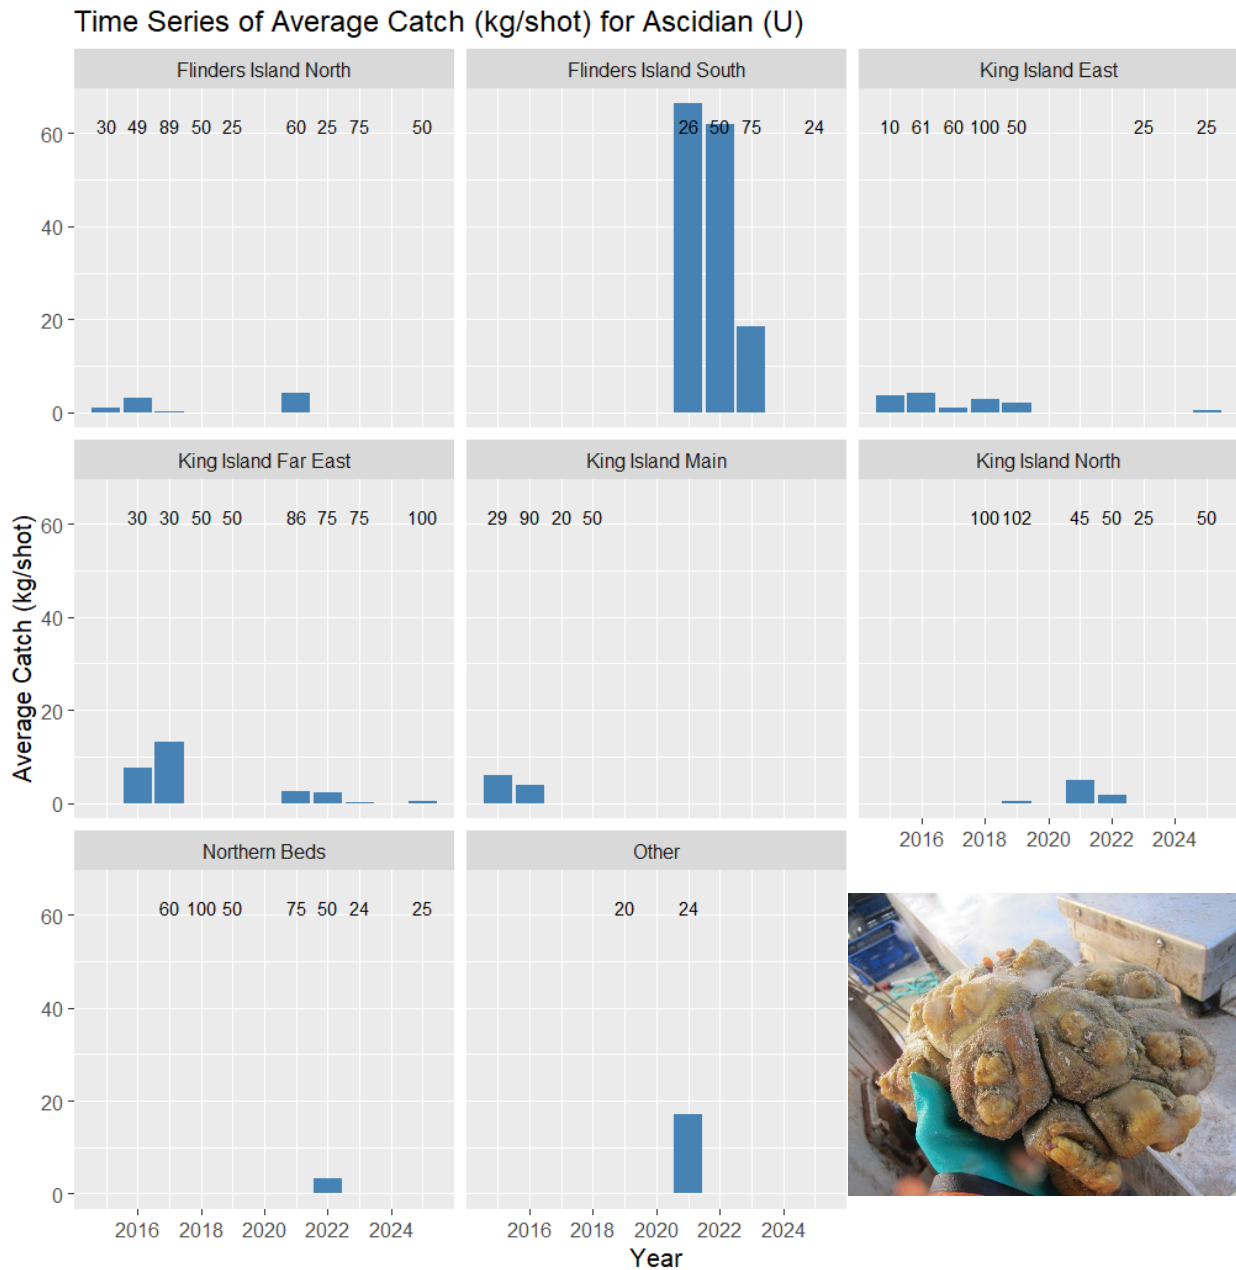 Time Series of Average Catch (kg/shot) for Ascidian (U)
Flinders Island North
Flinders Island South
King Island East
30 49 89 50 25 60 25 75 50
26 50 75 24
10 61 60 100 50 25 25
60
40
20
0
King Island Far East
King Island Main
King Island North
30 30 50 50 86 75 75 100
29 90 20 50
100 102 45 50 25 50
60
40
20
0
2016 2018 2020 2022 2024
Northern Beds
Other
60 100 50 75 50 24 25
20 24
60
40
20
0
2016 2018 2020 2022 2024
2016 2018 2020 2022 2024
Average Catch (kg/shot)
Year